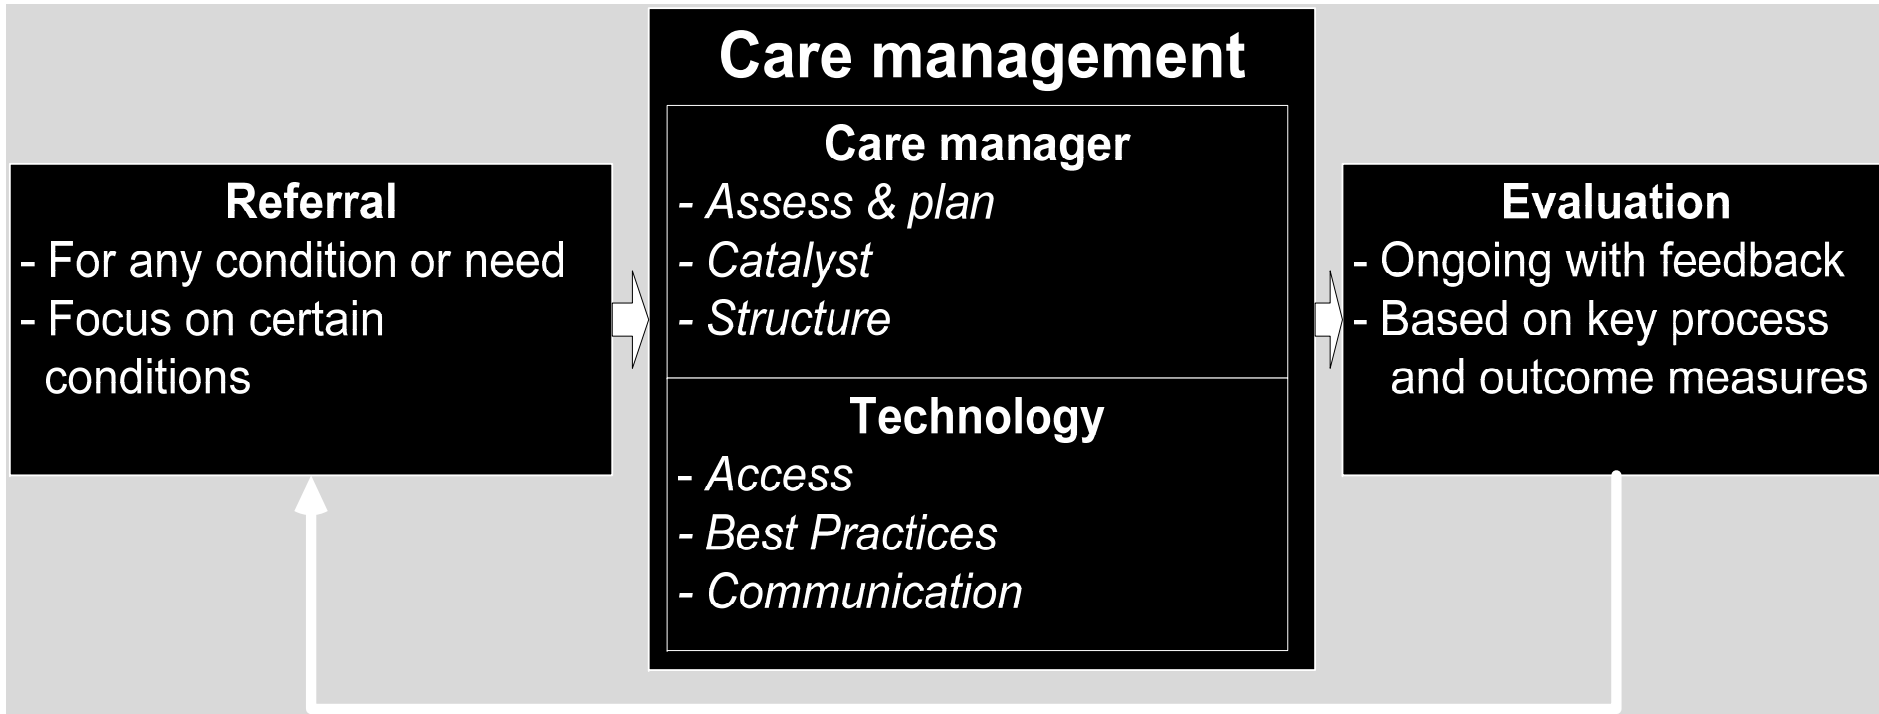 Care management
Referral
- For any condition or need
- Focus on certain
conditions
Care manager
- Assess & plan
- Catalyst
- Structure
Technology
- Access
- Best Practices
- Communication
Evaluation
- Ongoing with feedback
- Based on key process
and outcome measures